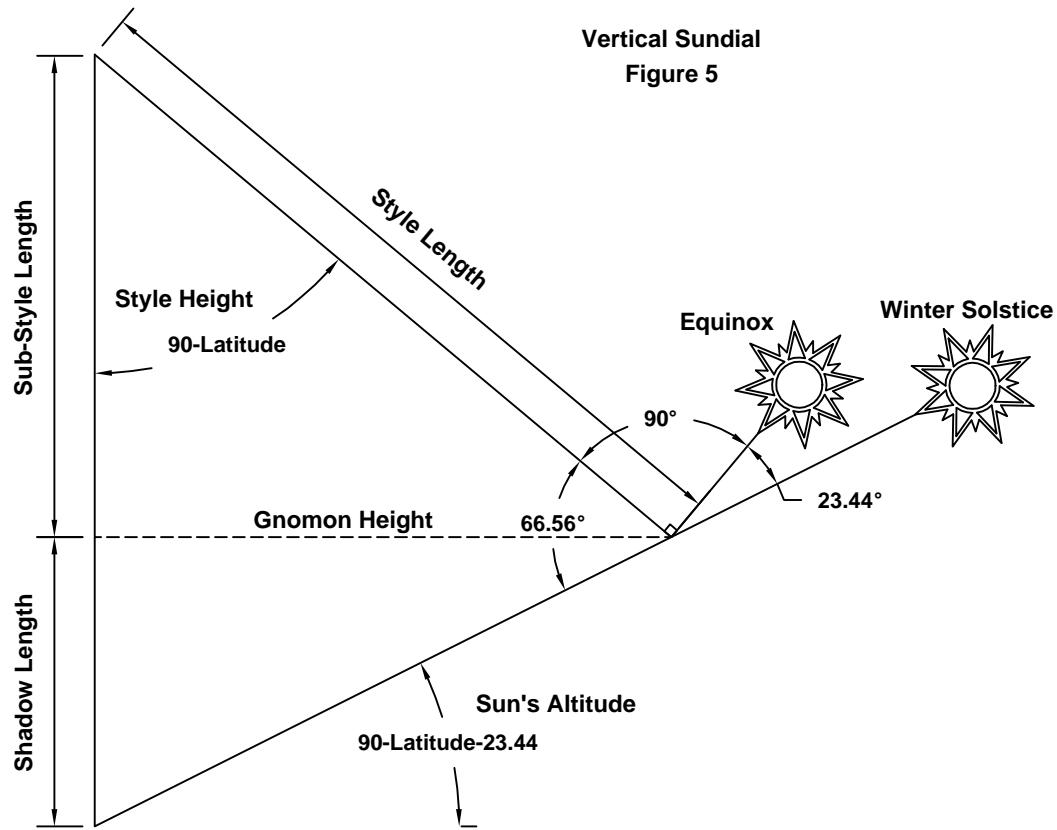 Vertical Sundial
Figure 5
Sub-Style Length
Style Length
Style Height
90-Latitude
Equinox
Winter Solstice
90°
23.44°
Gnomon Height
66.56°
Shadow Length
Sun's Altitude
90-Latitude-23.44